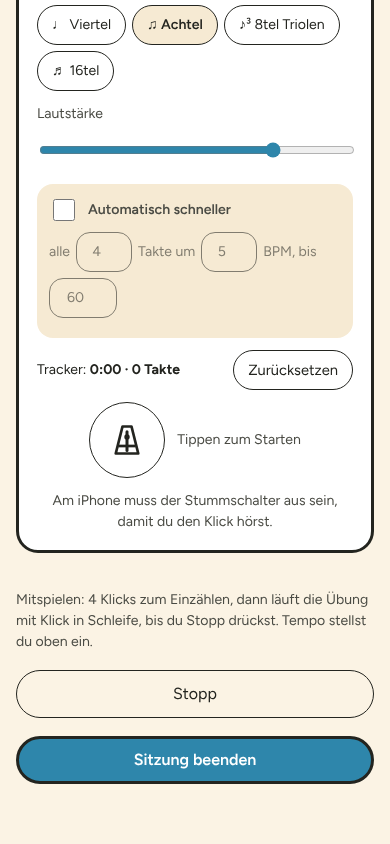 ♩ Viertel ♫ Achtel ♪³ 8tel Triolen
♬ 16tel
Lautstärke
Automatisch schneller
alle 4 Takte um 5 BPM, bis
60
Tracker: 0:00 · 0 Takte Zurücksetzen
Tippen zum Starten
Am iPhone muss der Stummschalter aus sein,
damit du den Klick hörst.
Mitspielen: 4 Klicks zum Einzählen, dann läuft die Übung
mit Klick in Schleife, bis du Stopp drückst. Tempo stellst
du oben ein.
Stopp
Sitzung beenden